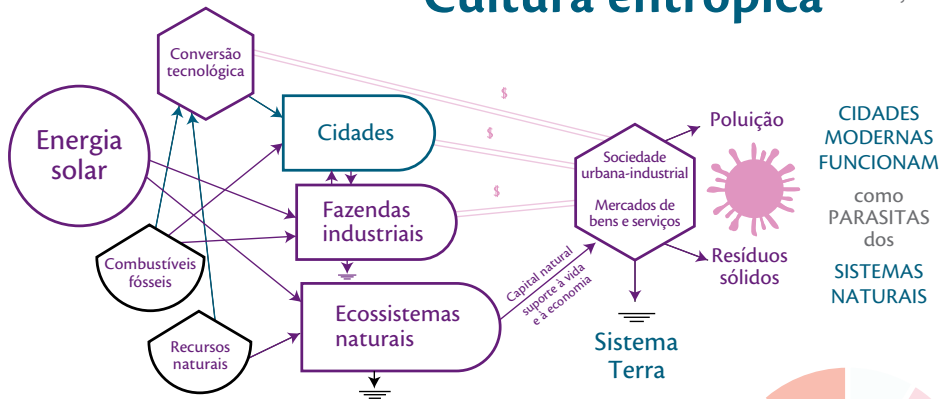 Cultura entrópica
Conversão
tecnológica
Energia
solar
Cidades
Fazendas
industriais
Combustíveis
fósseis
Recursos
naturais
Ecossistemas
naturais
$
$
$
Capital natural
suporte à vida
e à economia
Sociedade
urbana-industrial
Mercados de
bens e serviços
Poluição
Resíduos
sólidos
Sistema
Terra
CIDADES
MODERNAS
FUNCIONAM
como
PARASITAS
dos
SISTEMAS
NATURAIS